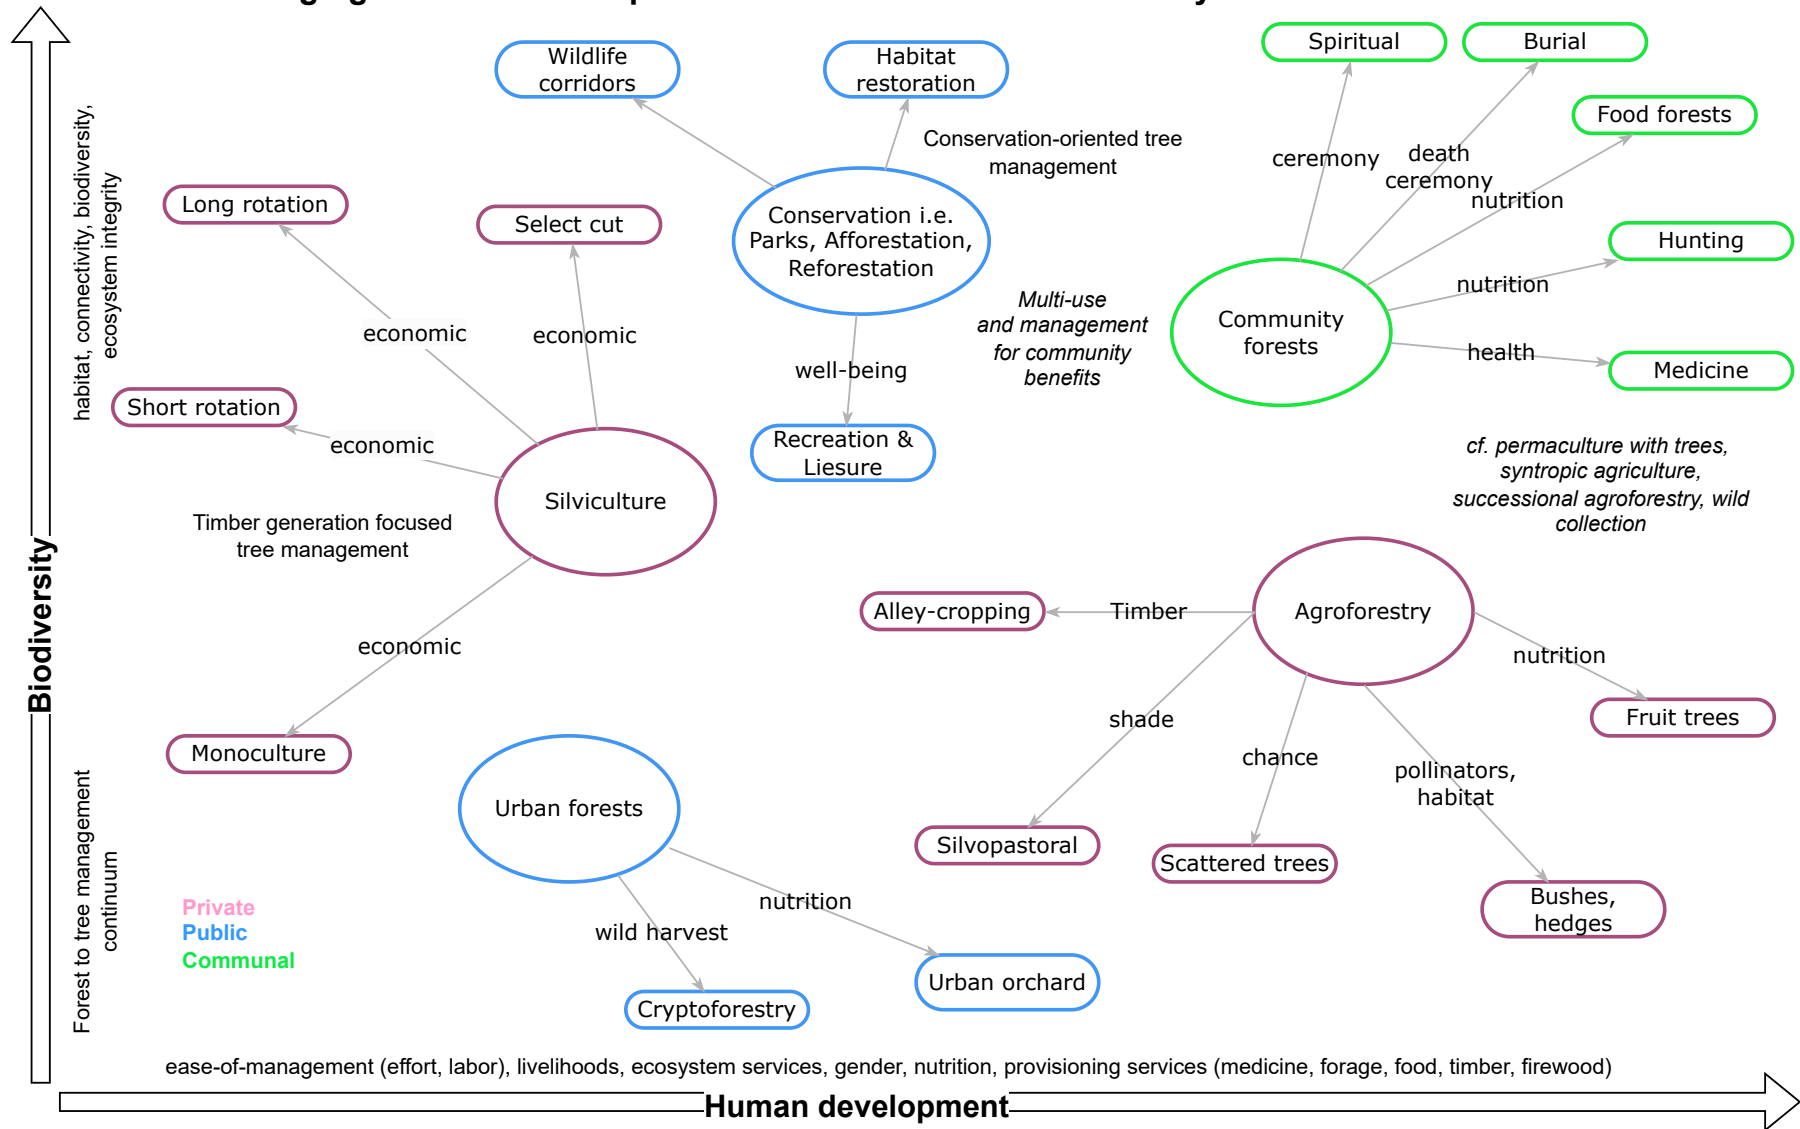 Wildlife
corridors
Habitat
restoration
Conservation-oriented tree
management
Conservation i.e.
Parks, Afforestation,
Reforestation
well-being
Recreation &
Liesure
Spiritual
Burial
Food forests
Hunting
Medicine
ceremony
death
ceremony
nutrition
nutrition
health
Community
forests
Multi-use
and management
for community
benefits
habitat, connectivity, biodiversity,
ecosystem integrity
Long rotation
Select cut
economic
economic
Short rotation
economic
Silviculture
Timber generation focused
tree management
economic
Monoculture
cf. permaculture with trees,
syntropic agriculture,
successional agroforestry, wild
collection
Alley-cropping
Timber
Agroforestry
nutrition
Fruit trees
shade
chance
pollinators,
habitat
Silvopastoral
Scattered trees
Bushes,
hedges
Biodiversity
Urban forests
wild harvest
nutrition
Cryptoforestry
Urban orchard
Forest to tree management
continuum
Private
Public
Communal
ease-of-management (effort, labor), livelihoods, ecosystem services, gender, nutrition, provisioning services (medicine, forage, food, timber, firewood)
Human development